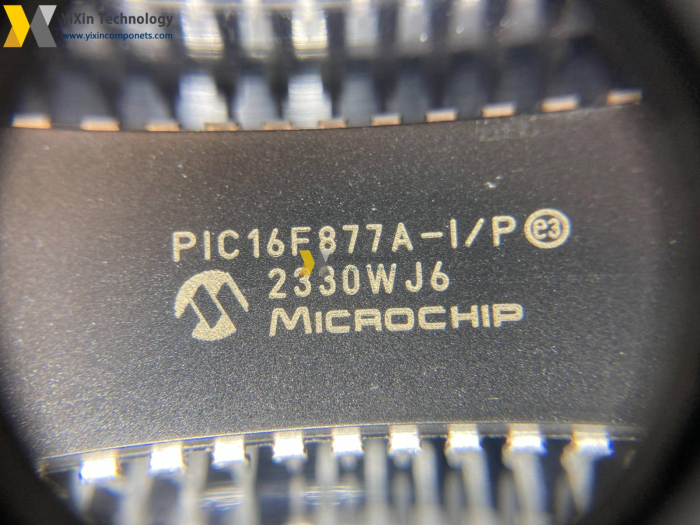 YiXin Technology
www.yixincomponets.com
PIC16F877A-I/P e3
2330WJ6
MICROCHIP